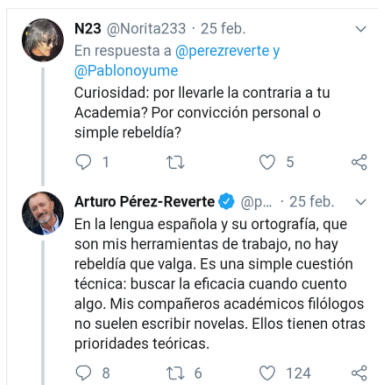 N23 @Norita233 · 25 feb.
En respuesta a @perezreverte y
@Pablonoyume
Curiosidad: por llevarle la contraria a tu
Academia? Por convicción personal o
simple rebeldía?
1 5
Arturo Pérez-Reverte @p... · 25 feb.
En la lengua española y su ortografía, que
son mis herramientas de trabajo, no hay
rebeldía que valga. Es una simple cuestión
técnica: buscar la eficacia cuando cuento
algo. Mis compañeros académicos filólogos
no suelen escribir novelas. Ellos tienen otras
prioridades teóricas.
8 6 124